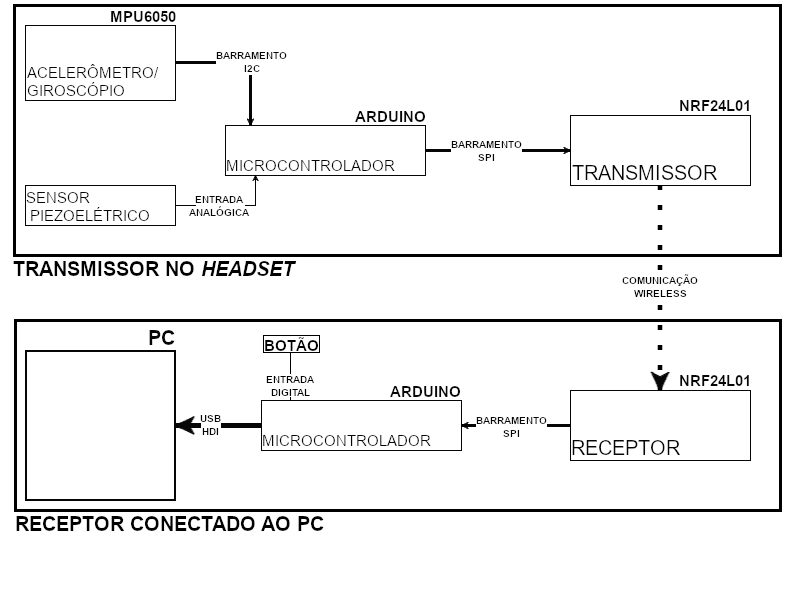 MPU6050
ACELERÔMETRO/
GIROSCÓPIO
BARRAMENTO
I2C
ARDUINO
MICROCONTROLADOR
SENSOR
PIEZOELÉTRICO
ENTRADA
ANALÓGICA
BARRAMENTO
SPI
NRF24L01
TRANSMISSOR
TRANSMISSOR NO HEADSET
COMUNICAÇÃO
WIRELESS
PC
BOTÃO
ENTRADA
DIGITAL
USB
HDI
ARDUINO
MICROCONTROLADOR
BARRAMENTO
SPI
NRF24L01
RECEPTOR
RECEPTOR CONECTADO AO PC